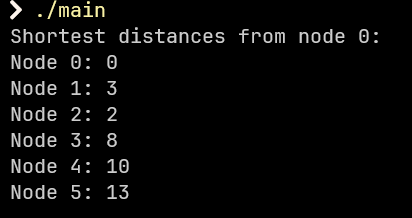 ❯ ./main
Shortest distances from node 0:
Node 0: 0
Node 1: 3
Node 2: 2
Node 3: 8
Node 4: 10
Node 5: 13